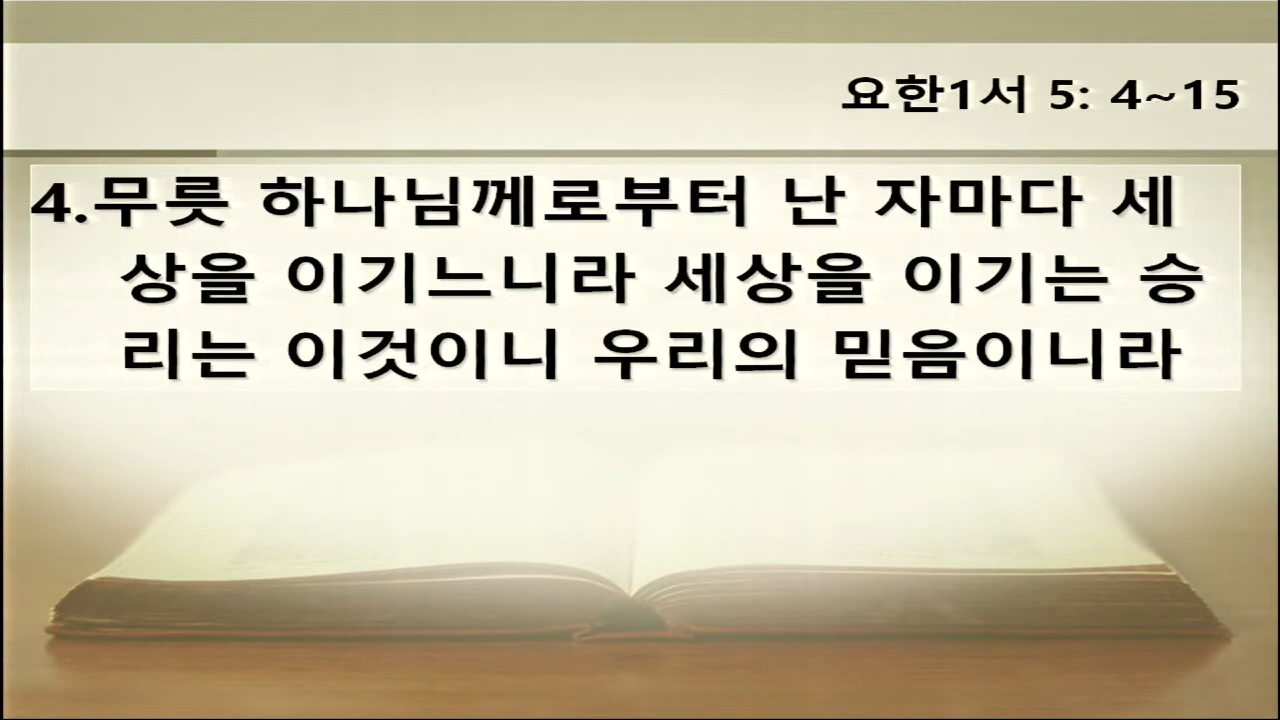 요한1서 5: 4~15
4.무릇 하나님께로부터 난 자마다 세
상을 이기느니라 세상을 이기는 승
리는 이것이니 우리의 믿음이니라